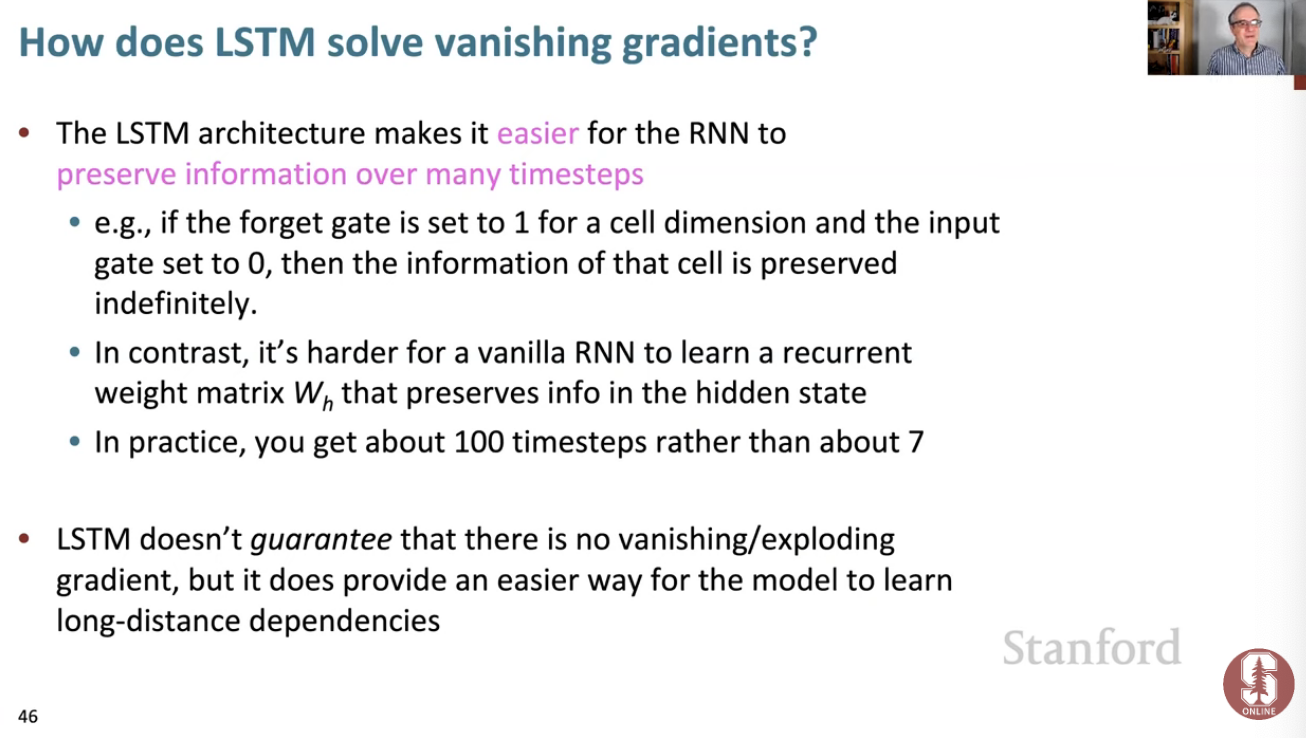 How does LSTM solve vanishing gradients?
• The LSTM architecture makes it easier for the RNN to
preserve information over many timesteps
• e.g., if the forget gate is set to 1 for a cell dimension and the input
gate set to 0, then the information of that cell is preserved
indefinitely.
• In contrast, it's harder for a vanilla RNN to learn a recurrent
weight matrix Wₕ that preserves info in the hidden state
• In practice, you get about 100 timesteps rather than about 7
• LSTM doesn't guarantee that there is no vanishing/exploding
gradient, but it does provide an easier way for the model to learn
long-distance dependencies
Stanford
S
ONLINE
46